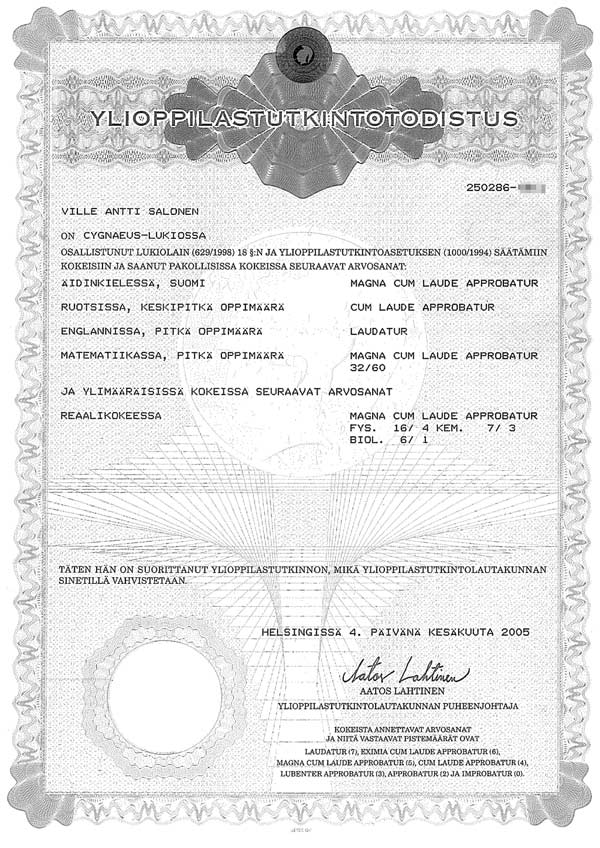 YLIOPPILASTUTKINTOTODISTUS
250286-
VILLE ANTTI SALONEN
ON CYGNAEUS-LUKIOSSA
OSALLISTUNUT LUKIOLAIN (629/1998) 18 §:N JA YLIOPPILASTUTKINTOASETUKSEN (1000/1994) SÄÄTÄMIIN
KOKEISIIN JA SAANUT PAKOLLISISSA KOKEISSA SEURAAVAT ARVOSANAT:
ÄIDINKIELESSÄ, SUOMI MAGNA CUM LAUDE APPROBATUR
RUOTSISSA, KESKIPITKÄ OPPIMÄÄRÄ CUM LAUDE APPROBATUR
ENGLANNISSA, PITKÄ OPPIMÄÄRÄ LAUDATUR
MATEMATIIKASSA, PITKÄ OPPIMÄÄRÄ MAGNA CUM LAUDE APPROBATUR
32/60
JA YLIMÄÄRÄISISSÄ KOKEISSA SEURAAVAT ARVOSANAT
REAALIKOKEESSA MAGNA CUM LAUDE APPROBATUR
FYS. 16/ 4 KEM. 7/ 3
BIOL. 6/ 1
TÄTEN HÄN ON SUORITTANUT YLIOPPILASTUTKINNON, MIKÄ YLIOPPILASTUTKINTOLAUTAKUNNAN
SINETILLÄ VAHVISTETAAN.
HELSINGISSÄ 4. PÄIVÄNÄ KESÄKUUTA 2005
Aatos Lahtinen
AATOS LAHTINEN
YLIOPPILASTUTKINTOLAUTAKUNNAN PUHEENJOHTAJA
KOKEISTA ANNETTAVAT ARVOSANAT
JA NIITÄ VASTAAVAT PISTEMÄÄRÄT OVAT
LAUDATUR (7), EXIMIA CUM LAUDE APPROBATUR (6),
MAGNA CUM LAUDE APPROBATUR (5), CUM LAUDE APPROBATUR (4),
LUBENTER APPROBATUR (3), APPROBATUR (2) JA IMPROBATUR (0).